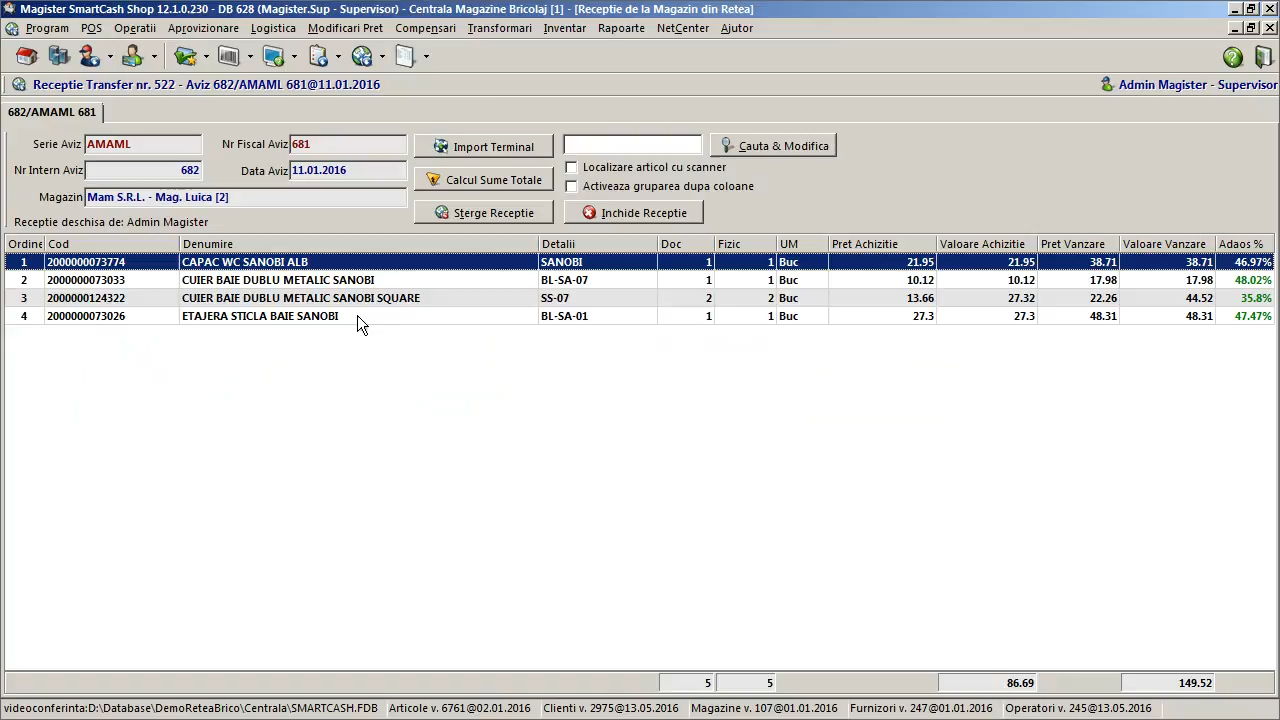 Magister SmartCash Shop 12.1.0.230 - DB 628 (Magister.Sup - Supervisor) - Centrala Magazine Bricolaj [1] - [Receptie de la Magazin din Retea]
Program POS Operatii Aprovizionare Logistica Modificari Pret Compensari Transformari Inventar Rapoarte NetCenter Ajutor
Receptie Transfer nr. 522 - Aviz 682/AMAML 681@11.01.2016 Admin Magister - Supervisor
682/AMAML 681
Serie Aviz AMAML Nr Fiscal Aviz 681 Import Terminal Cauta & Modifica
Nr Intern Aviz 682 Data Aviz 11.01.2016 Calcul Sume Totale Localizare articol cu scanner
Activeaza gruparea dupa coloane
Magazin Mam S.R.L. - Mag. Luica [2]
Receptie deschisa de: Admin Magister Sterge Receptie Inchide Receptie
Ordine Cod Denumire Detalii Doc Fizic UM Pret Achizitie Valoare Achizitie Pret Vanzare Valoare Vanzare Adaos %
1 2000000073774 CAPAC WC SANOBI ALB SANOBI 1 1 Buc 21.95 21.95 38.71 38.71 46.97%
2 2000000073033 CUIER BAIE DUBLU METALIC SANOBI BL-SA-07 1 1 Buc 10.12 10.12 17.98 17.98 48.02%
3 2000000124322 CUIER BAIE DUBLU METALIC SANOBI SQUARE SS-07 2 2 Buc 13.66 27.32 22.26 44.52 35.8%
4 2000000073026 ETAJERA STICLA BAIE SANOBI BL-SA-01 1 1 Buc 27.3 27.3 48.31 48.31 47.47%
5 5 86.69 149.52
videoconferinta:D:\Database\DemoReteaBrico\Centrala\SMARTCASH.FDB Articole v. 6761@02.01.2016 Clienti v. 2975@13.05.2016 Magazine v. 107@01.01.2016 Furnizori v. 247@01.01.2016 Operatori v. 245@13.05.2016